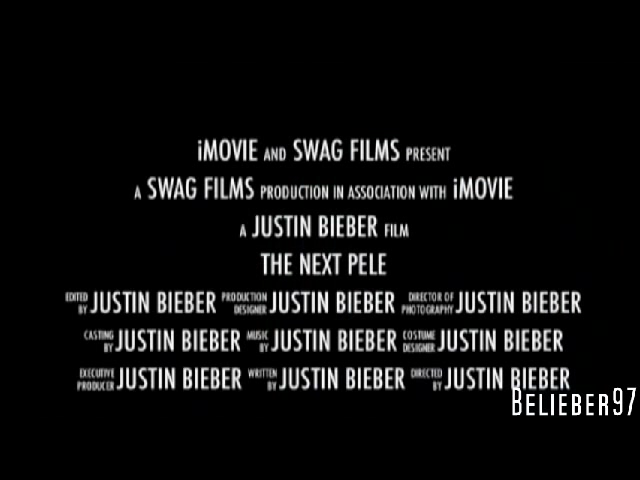 iMOVIE AND SWAG FILMS PRESENT
A SWAG FILMS PRODUCTION IN ASSOCIATION WITH iMOVIE
A JUSTIN BIEBER FILM
THE NEXT PELE
EDITED BY JUSTIN BIEBER PRODUCTION DESIGNER JUSTIN BIEBER DIRECTOR OF PHOTOGRAPHY JUSTIN BIEBER
CASTING BY JUSTIN BIEBER MUSIC BY JUSTIN BIEBER COSTUME DESIGNER JUSTIN BIEBER
EXECUTIVE PRODUCER JUSTIN BIEBER WRITTEN BY JUSTIN BIEBER DIRECTED BY JUSTIN BIEBER
BELIEBER97